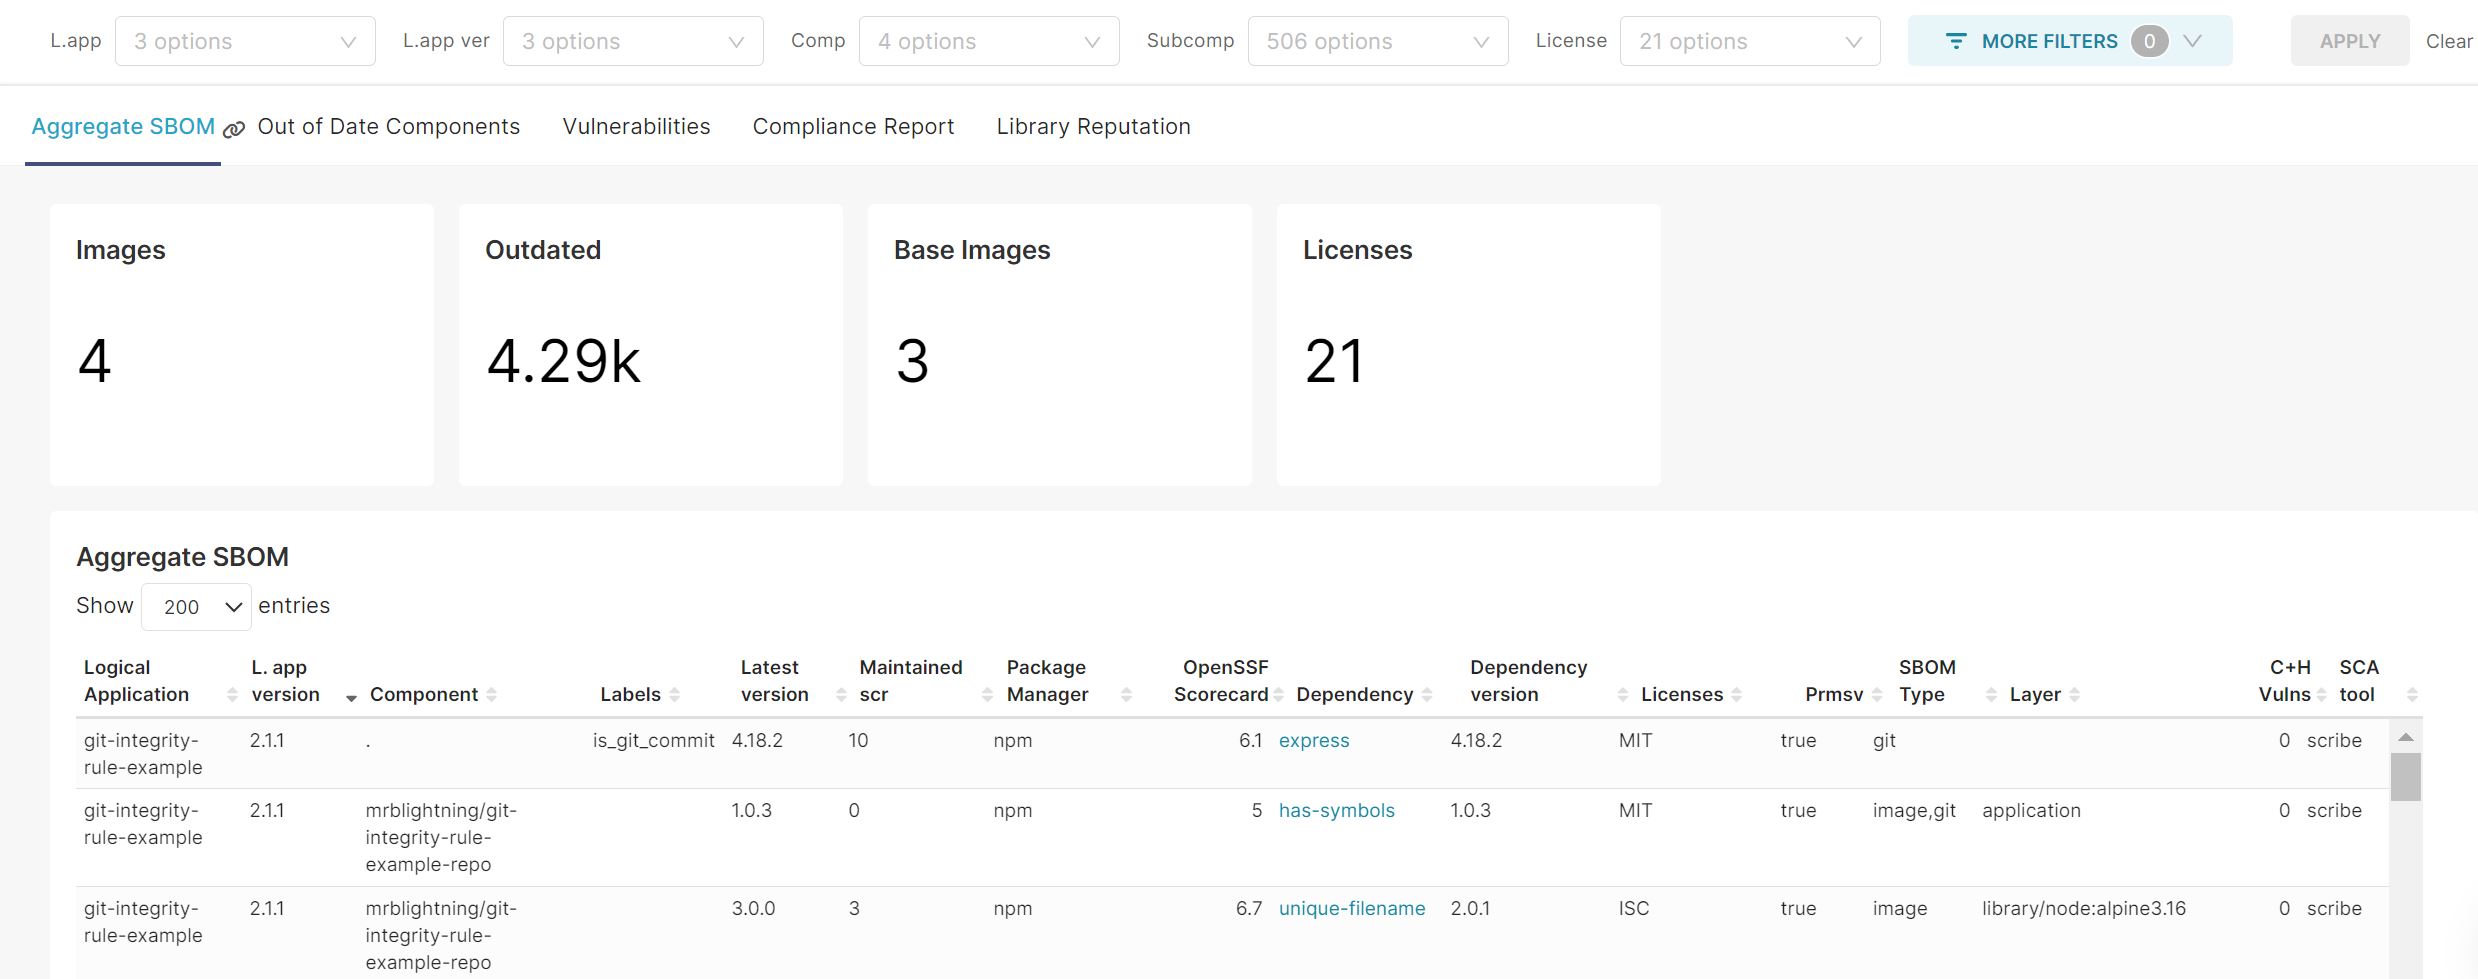 L.app 3 options L.app ver 3 options Comp 4 options Subcomp 506 options License 21 options MORE FILTERS 0 APPLY Clear
Aggregate SBOM Out of Date Components Vulnerabilities Compliance Report Library Reputation
Images Outdated Base Images Licenses
4 4.29k 3 21
Aggregate SBOM
Show 200 entries
Logical L. app Latest Maintained Package OpenSSF Dependency SBOM C+H SCA
Application version Component Labels version scr Manager Scorecard Dependency version Licenses Prmsv Type Layer Vulns tool
git-integrity- 2.1.1 . is_git_commit 4.18.2 10 npm 6.1 express 4.18.2 MIT true git 0 scribe
rule-example
git-integrity- 2.1.1 mrblightning/git- 1.0.3 0 npm 5 has-symbols 1.0.3 MIT true image,git application 0 scribe
rule-example integrity-rule-
example-repo
git-integrity- 2.1.1 mrblightning/git- 3.0.0 3 npm 6.7 unique-filename 2.0.1 ISC true image library/node:alpine3.16 0 scribe
rule-example integrity-rule-
example-repo